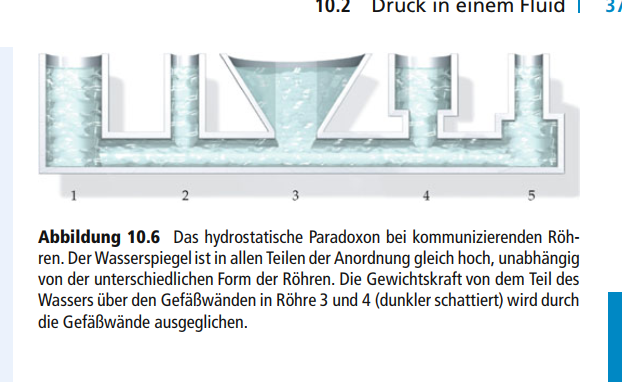 10.2 Druck in einem Fluid
1 2 3 4 5
Abbildung 10.6 Das hydrostatische Paradoxon bei kommunizierenden Röh-
ren. Der Wasserspiegel ist in allen Teilen der Anordnung gleich hoch, unabhängig
von der unterschiedlichen Form der Röhren. Die Gewichtskraft von dem Teil des
Wassers über den Gefäßwänden in Röhre 3 und 4 (dunkler schattiert) wird durch
die Gefäßwände ausgeglichen.